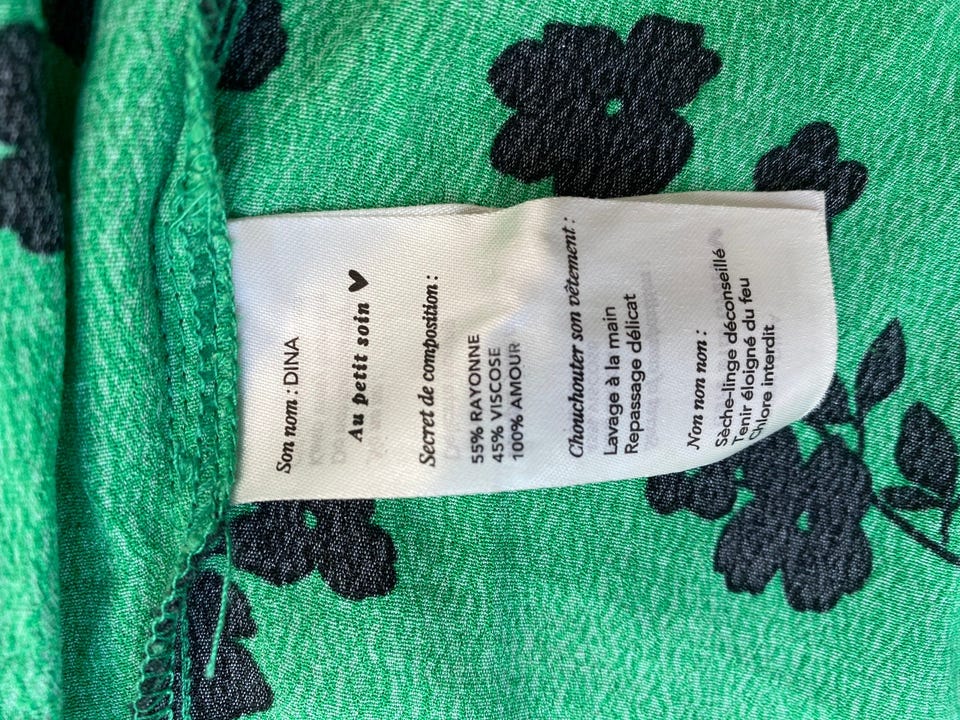 Son nom : DINA
Au petit soin ♥
Secret de composition :
55% RAYONNE
45% VISCOSE
100% AMOUR
Chouchouter son vêtement :
Lavage à la main
Repassage délicat
Non non non :
Sèche-linge déconseillé
Tenir éloigné du feu
Chlore interdit